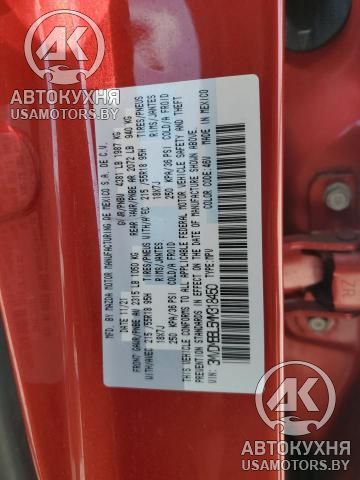 АВТОКУХНЯ
USAMOTORS.BY
MFD. BY MAZDA MOTOR MANUFACTURING DE MEXICO S.A. DE C.V.
DATE 11/21 GVWR/PNBV 4381 LB 1987 KG
FRONT GAWR/PNBE AV 2315 LB 1050 KG REAR GAWR/PNBE AR 2072 LB 940 KG
WITH/AVEC 215/55R18 95H TIRES/PNEUS WITH/AVEC 215/55R18 95H TIRES/PNEUS
18X7J RIMS/JANTES 18X7J RIMS/JANTES
250 KPA/36 PSI COLD/A FROID 250 KPA/36 PSI COLD/A FROID
THIS VEHICLE CONFORMS TO ALL APPLICABLE FEDERAL MOTOR VEHICLE SAFETY AND THEFT
PREVENTION STANDARDS IN EFFECT ON THE DATE OF MANUFACTURE SHOWN ABOVE.
COLOR CODE 46V MADE IN MEXICO
VIN: TYPE: MPV
АВТОКУХНЯ
USAMOTORS.BY